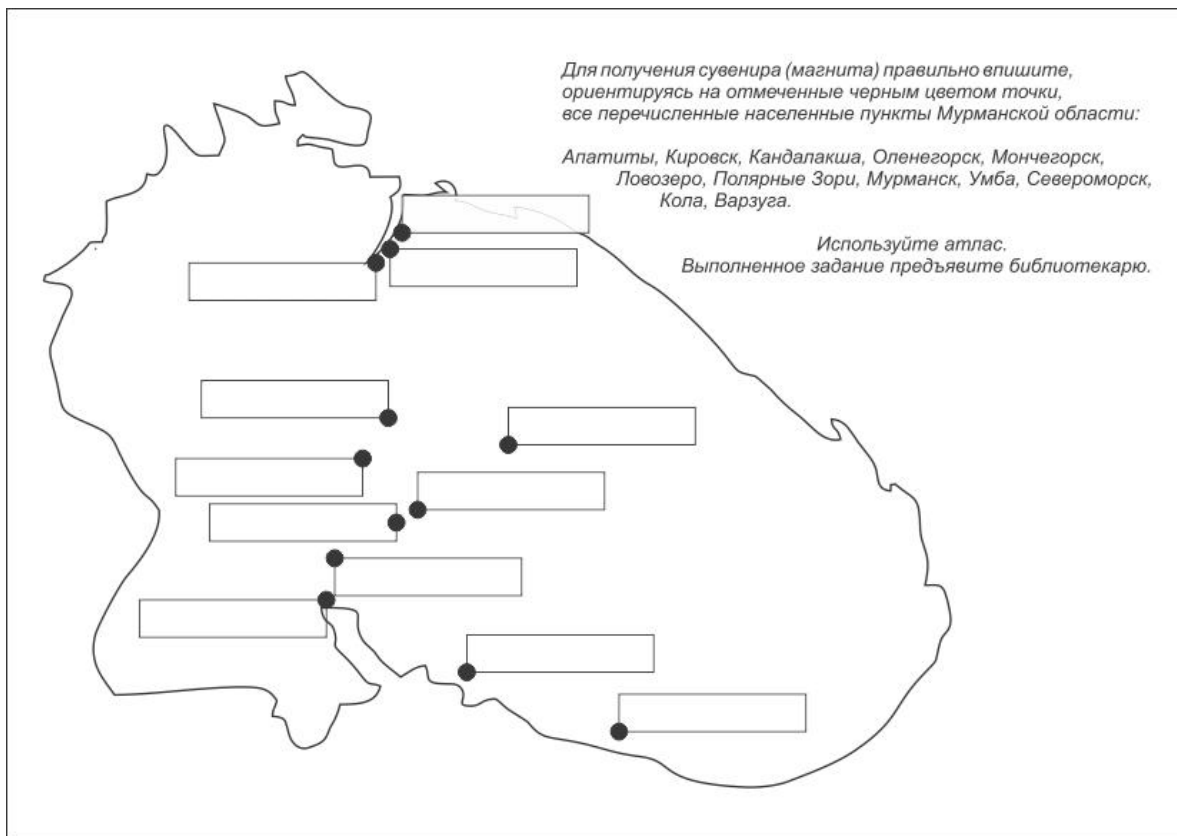 Для получения сувенира (магнита) правильно впишите,
ориентируясь на отмеченные черным цветом точки,
все перечисленные населенные пункты Мурманской области:
Апатиты, Кировск, Кандалакша, Оленегорск, Мончегорск,
Ловозеро, Полярные Зори, Мурманск, Умба, Североморск,
Кола, Варзуга.
Используйте атлас.
Выполненное задание предъявите библиотекарю.